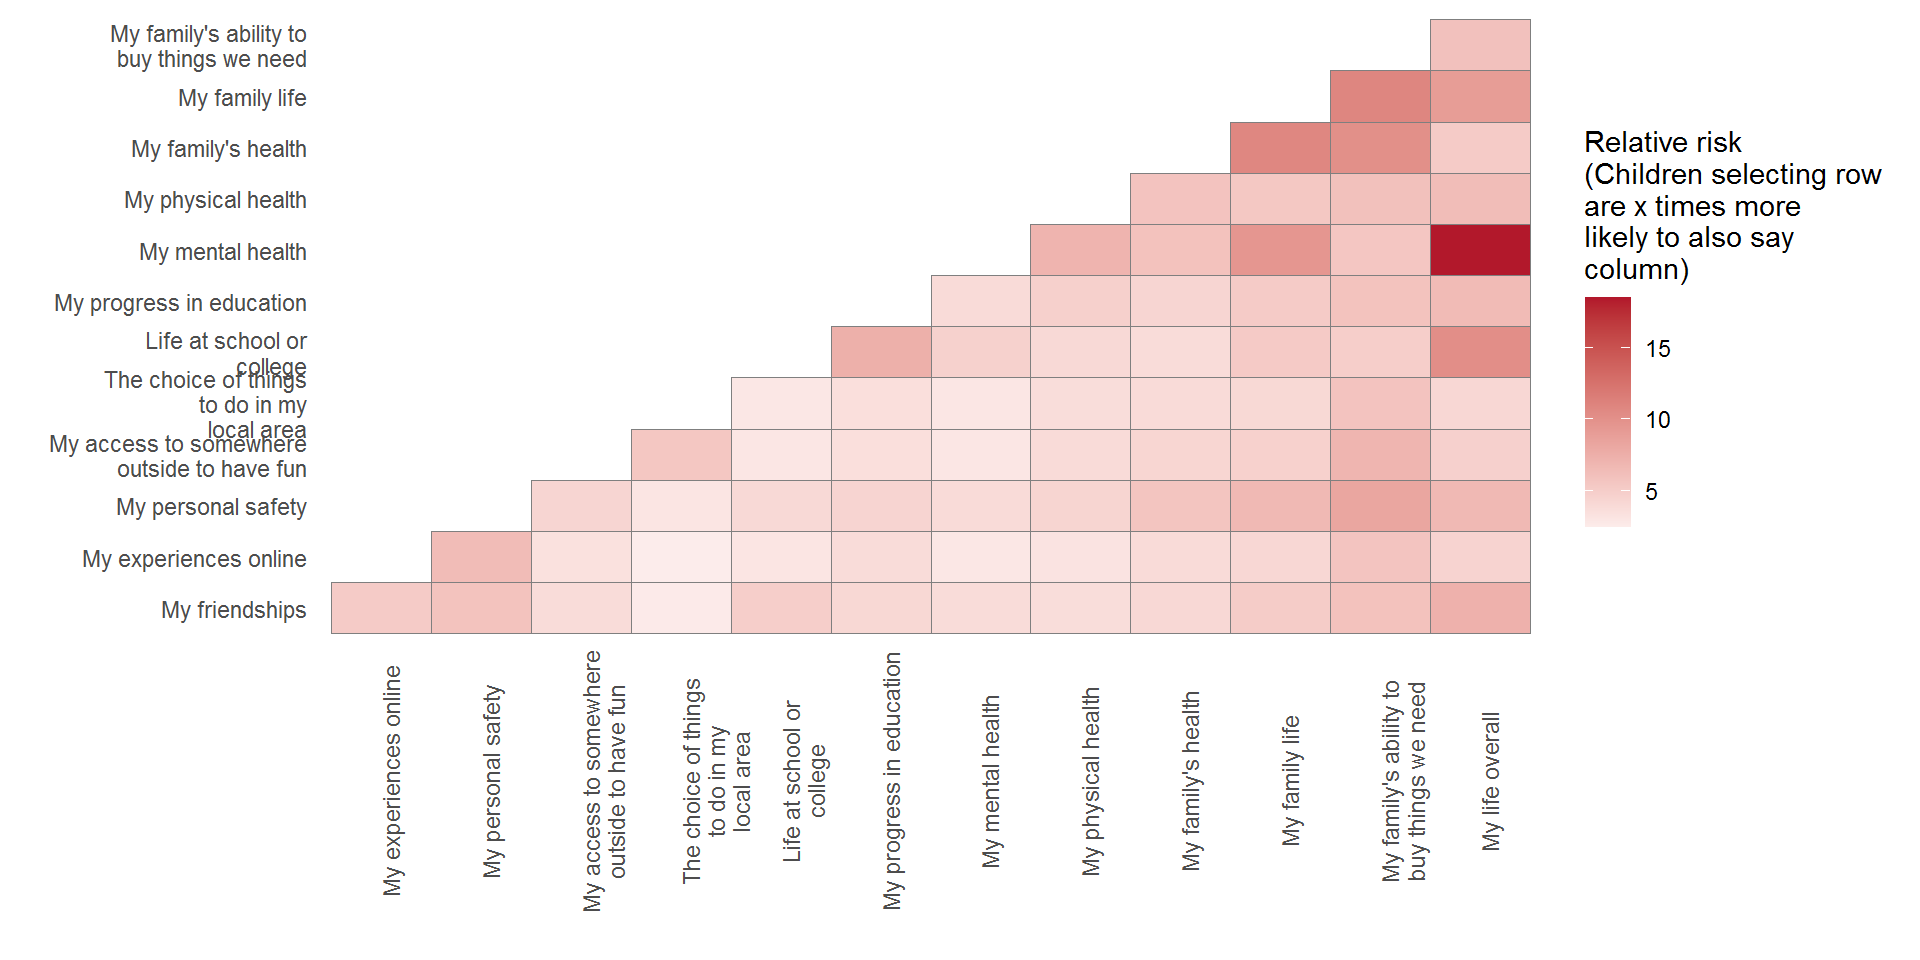 My family's ability to
buy things we need
My family life
My family's health
My physical health
My mental health
My progress in education
Life at school or
college
The choice of things
to do in my
local area
My access to somewhere
outside to have fun
My personal safety
My experiences online
My friendships
My experiences online
My personal safety
My access to somewhere
outside to have fun
The choice of things
to do in my
local area
Life at school or
college
My progress in education
My mental health
My physical health
My family's health
My family life
My family's ability to
buy things we need
My life overall
Relative risk
(Children selecting row
are x times more
likely to also say
column)
15
10
5